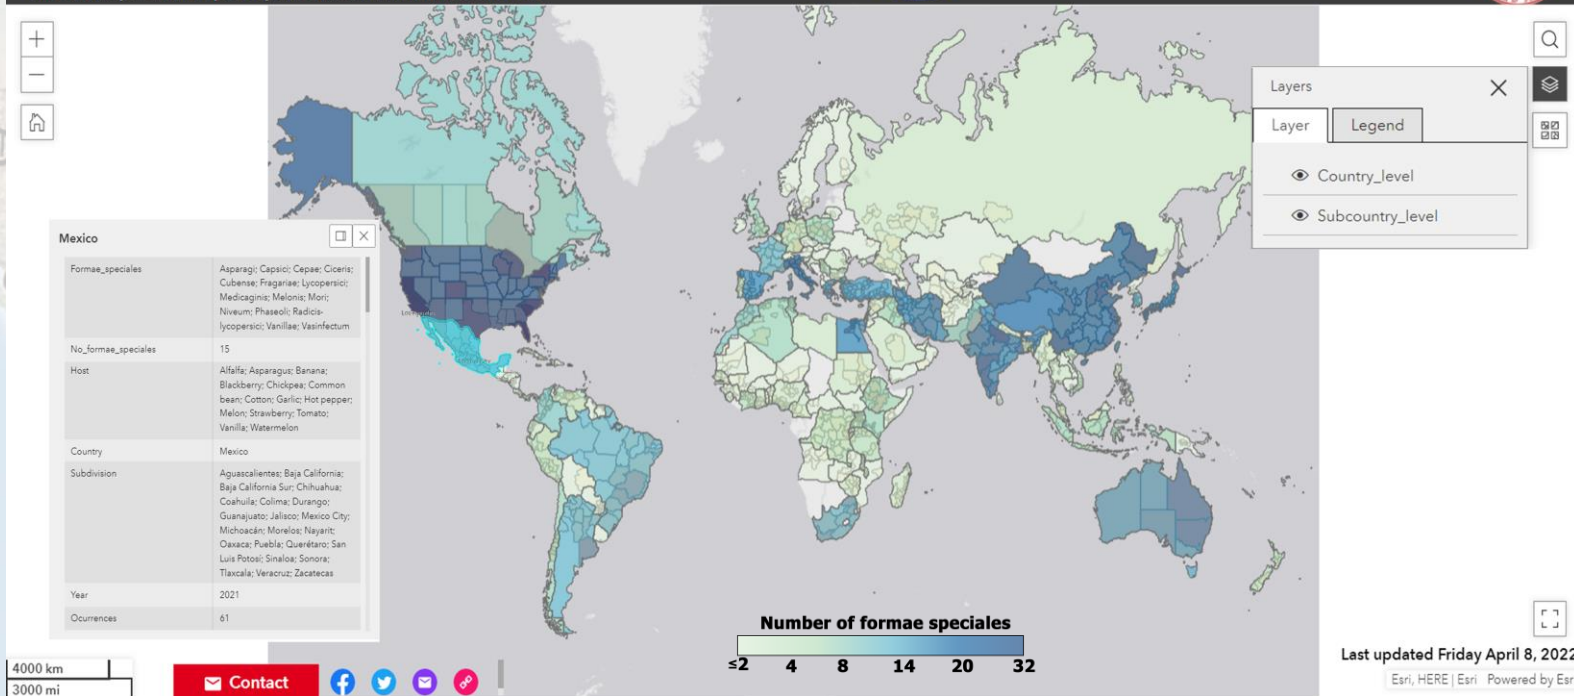 Layers
Layer
Legend
Country_level
Subcountry_level
Mexico
Formae_speciales
Asparagi; Capsici; Cepae; Ciceris;
Cubense; Fragariae; Lycopersici;
Medicaginis; Melonis; Mori;
Niveum; Phaseoli; Radicis-
lycopersici; Vanillae; Vasinfectum
No_formae_speciales
15
Host
Alfalfa; Asparagus; Banana;
Blackberry; Chickpea; Common
bean; Cotton; Garlic; Hot pepper;
Melon; Strawberry; Tomato;
Vanilla; Watermelon
Country
Mexico
Subdivision
Aguascalientes; Baja California;
Baja California Sur; Chihuahua;
Coahuila; Colima; Durango;
Guanajuato; Jalisco; Mexico City;
Michoacán; Morelos; Nayarit;
Oaxaca; Puebla; Querétaro; San
Luis Potosí; Sinaloa; Sonora;
Tlaxcala; Veracruz; Zacatecas
Year
2021
Ocurrences
61
Number of formae speciales
≤2 4 8 14 20 32
4000 km
3000 mi
Contact
Last updated Friday April 8, 2022
Esri, HERE | Esri Powered by Esri